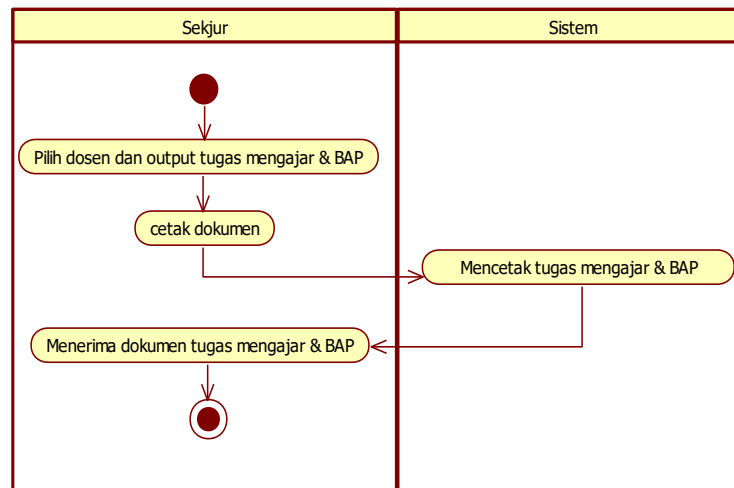 Sekjur
Sistem
Pilih dosen dan output tugas mengajar & BAP
cetak dokumen
Mencetak tugas mengajar & BAP
Menerima dokumen tugas mengajar & BAP